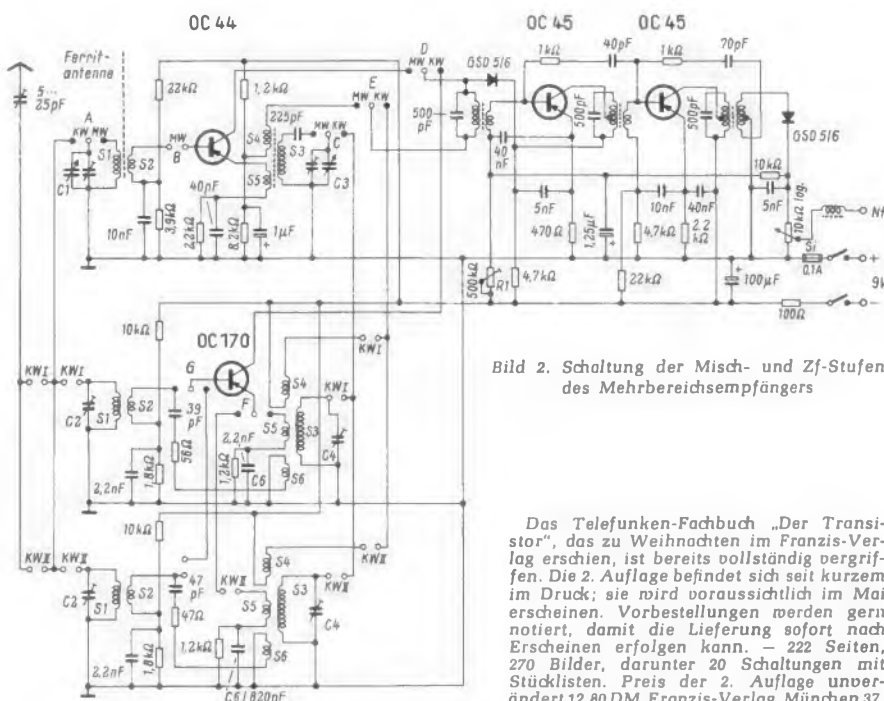 OC 44
OC 45 OC 45
Ferrit-
antenne
5...
25pF
A
KW MW
C1
S1
S2
22kΩ
MW
B
10nF
3,9kΩ
1,2kΩ
225pF
S4
S5
S3
C
C3
40pF
2,2kΩ
8,2kΩ
1µF
+
D
MW KW
E
MW KW
500
pF
GSD 5/6
40
nF
1kΩ
40pF
500pF
5nF
470Ω
1,25µF
+
500kΩ
R1
4,7kΩ
1kΩ
70pF
500pF
10nF
40nF
4,7kΩ
2,2
kΩ
22kΩ
GSD 5/6
10kΩ
5nF
10kΩ log.
Nf
Si
0,1A
+
100µF
+
9V
100Ω
–
10kΩ
OC 170
KWI KWI
G
F
C2
S1
S2
39
pF
56Ω
2,2nF
1,8kΩ
2,2nF
1,2kΩ
C6
S4
S5
S3
S6
KWI
KWI
C4
10kΩ
KWII KWII
C2
S1
S2
47
pF
47Ω
KWII
2,2nF
1,8kΩ
1,2kΩ
C6/820pF
S4
S5
S3
S6
KWII
KWII
C4
Bild 2. Schaltung der Misch- und Zf-Stufen
des Mehrbereichsempfängers
Das Telefunken-Fachbuch „Der Transi-
stor“, das zu Weihnachten im Franzis-Ver-
lag erschien, ist bereits vollständig vergrif-
fen. Die 2. Auflage befindet sich seit kurzem
im Druck; sie wird voraussichtlich im Mai
erscheinen. Vorbestellungen werden gern
notiert, damit die Lieferung sofort nach
Erscheinen erfolgen kann. — 222 Seiten,
270 Bilder, darunter 20 Schaltungen mit
Stücklisten. Preis der 2. Auflage unver-
ändert 12.80 DM. Franzis-Verlag, München 37